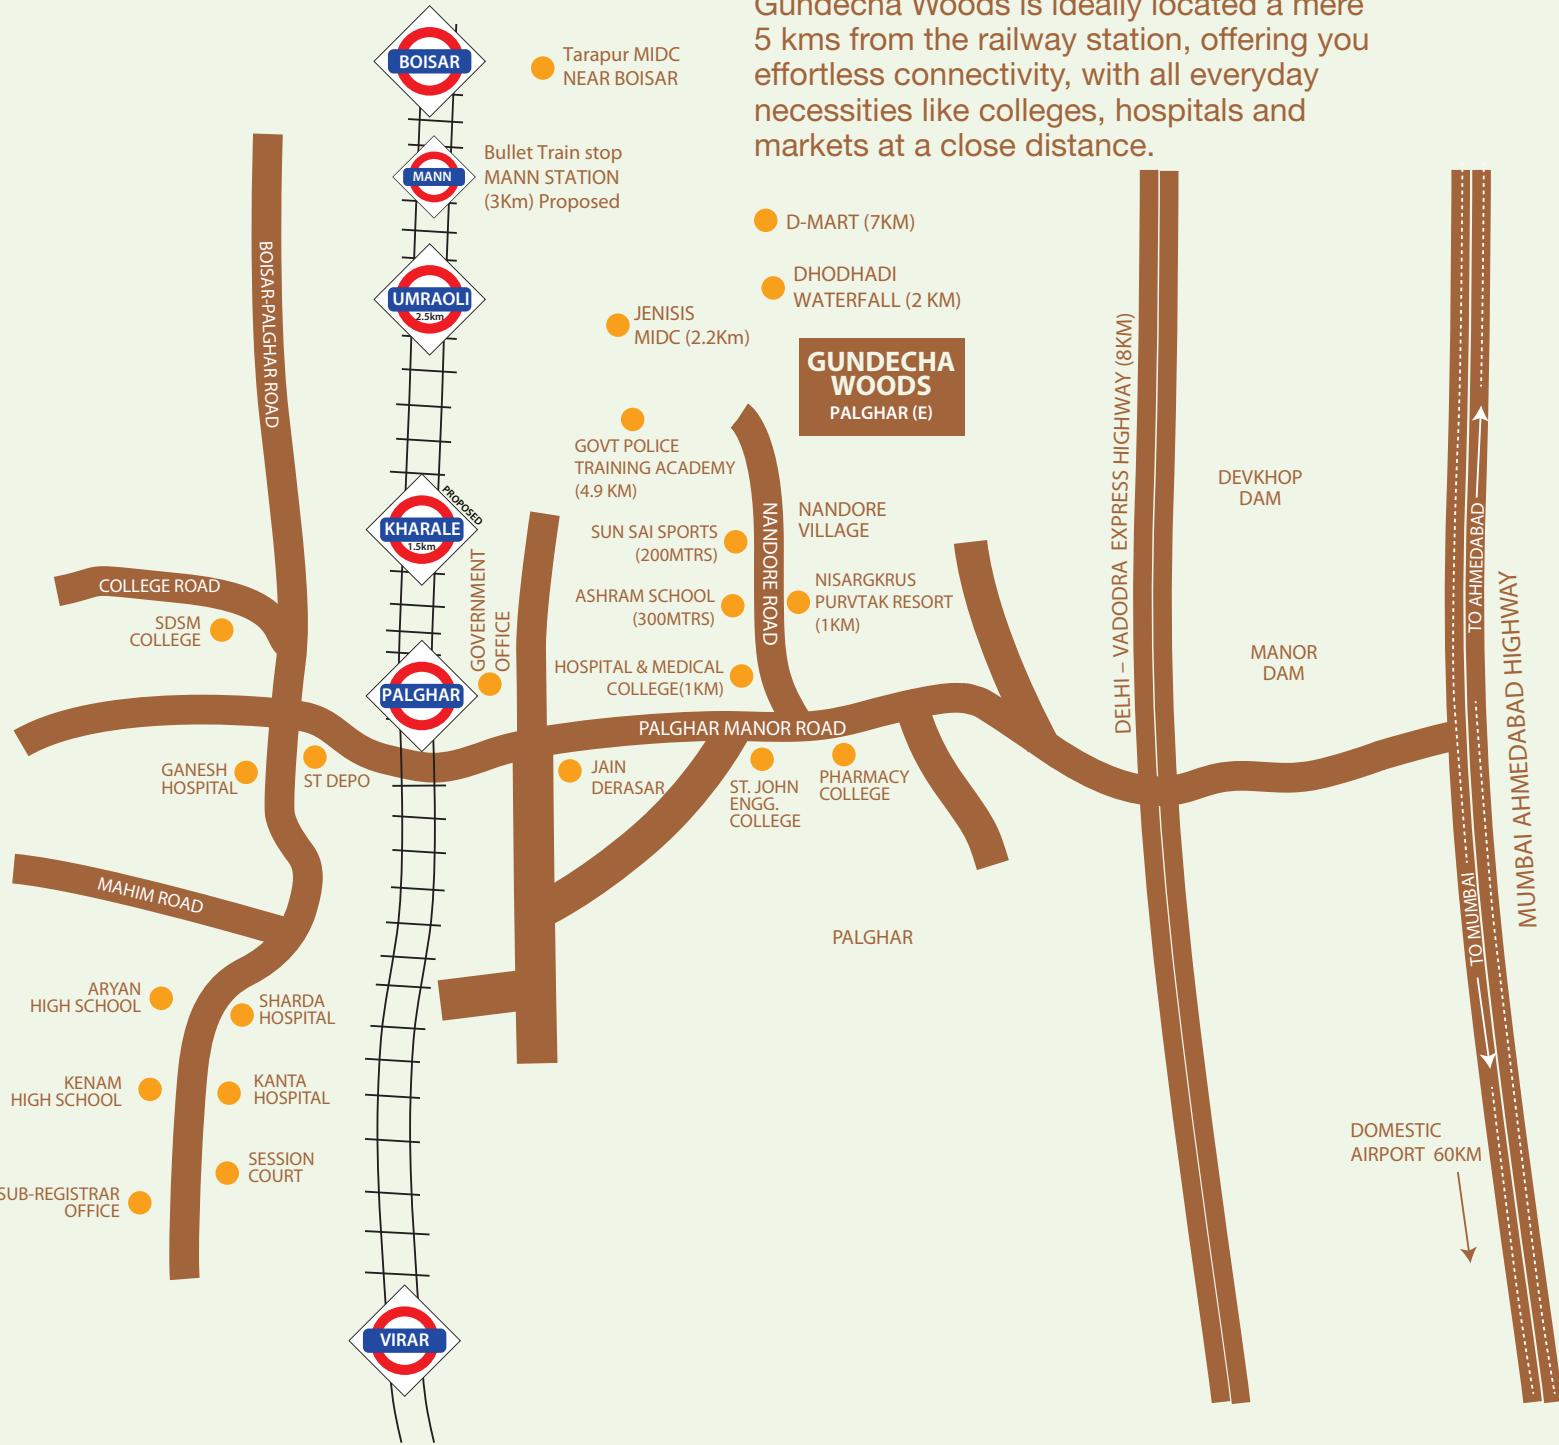 Gundecha Woods is ideally located a mere
5 kms from the railway station, offering you
effortless connectivity, with all everyday
necessities like colleges, hospitals and
markets at a close distance.
BOISAR
Tarapur MIDC
NEAR BOISAR
MANN
Bullet Train stop
MANN STATION
(3Km) Proposed
D-MART (7KM)
DHODHADI
WATERFALL (2 KM)
UMRAOLI
2.5km
JENISIS
MIDC (2.2Km)
GUNDECHA
WOODS
PALGHAR (E)
BOISAR-PALGHAR ROAD
GOVT POLICE
TRAINING ACADEMY
(4.9 KM)
DELHI – VADODRA EXPRESS HIGHWAY (8KM)
DEVKHOP
DAM
KHARALE
1.5km
PROPOSED
SUN SAI SPORTS
(200MTRS)
NANDORE ROAD
NANDORE
VILLAGE
TO AHMEDABAD
COLLEGE ROAD
SDSM
COLLEGE
GOVERNMENT
OFFICE
ASHRAM SCHOOL
(300MTRS)
NISARGKRUS
PURVTAK RESORT
(1KM)
MANOR
DAM
MUMBAI AHMEDABAD HIGHWAY
PALGHAR
HOSPITAL & MEDICAL
COLLEGE(1KM)
PALGHAR MANOR ROAD
GANESH
HOSPITAL
ST DEPO
JAIN
DERASAR
ST. JOHN
ENGG.
COLLEGE
PHARMACY
COLLEGE
MAHIM ROAD
PALGHAR
TO MUMBAI
ARYAN
HIGH SCHOOL
SHARDA
HOSPITAL
KENAM
HIGH SCHOOL
KANTA
HOSPITAL
SESSION
COURT
SUB-REGISTRAR
OFFICE
DOMESTIC
AIRPORT 60KM
VIRAR